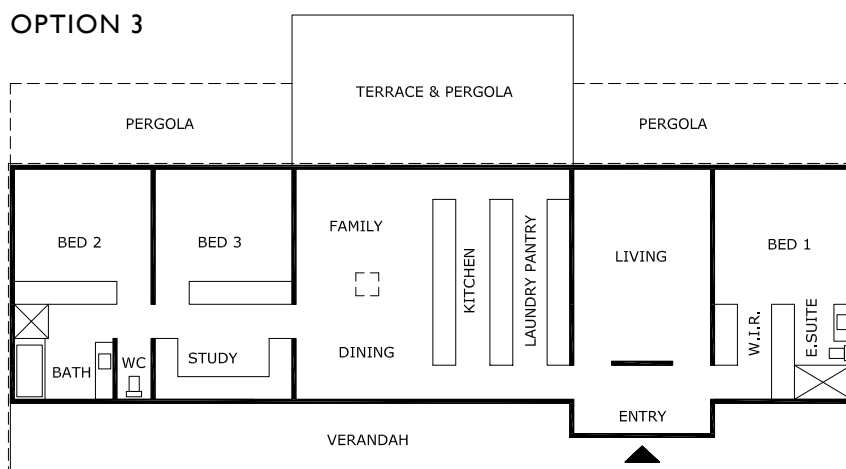 OPTION 3
TERRACE & PERGOLA
PERGOLA
PERGOLA
FAMILY
BED 2
BED 3
BED 1
LIVING
KITCHEN
LAUNDRY PANTRY
W.I.R.
E.SUITE
DINING
STUDY
WC
BATH
ENTRY
VERANDAH